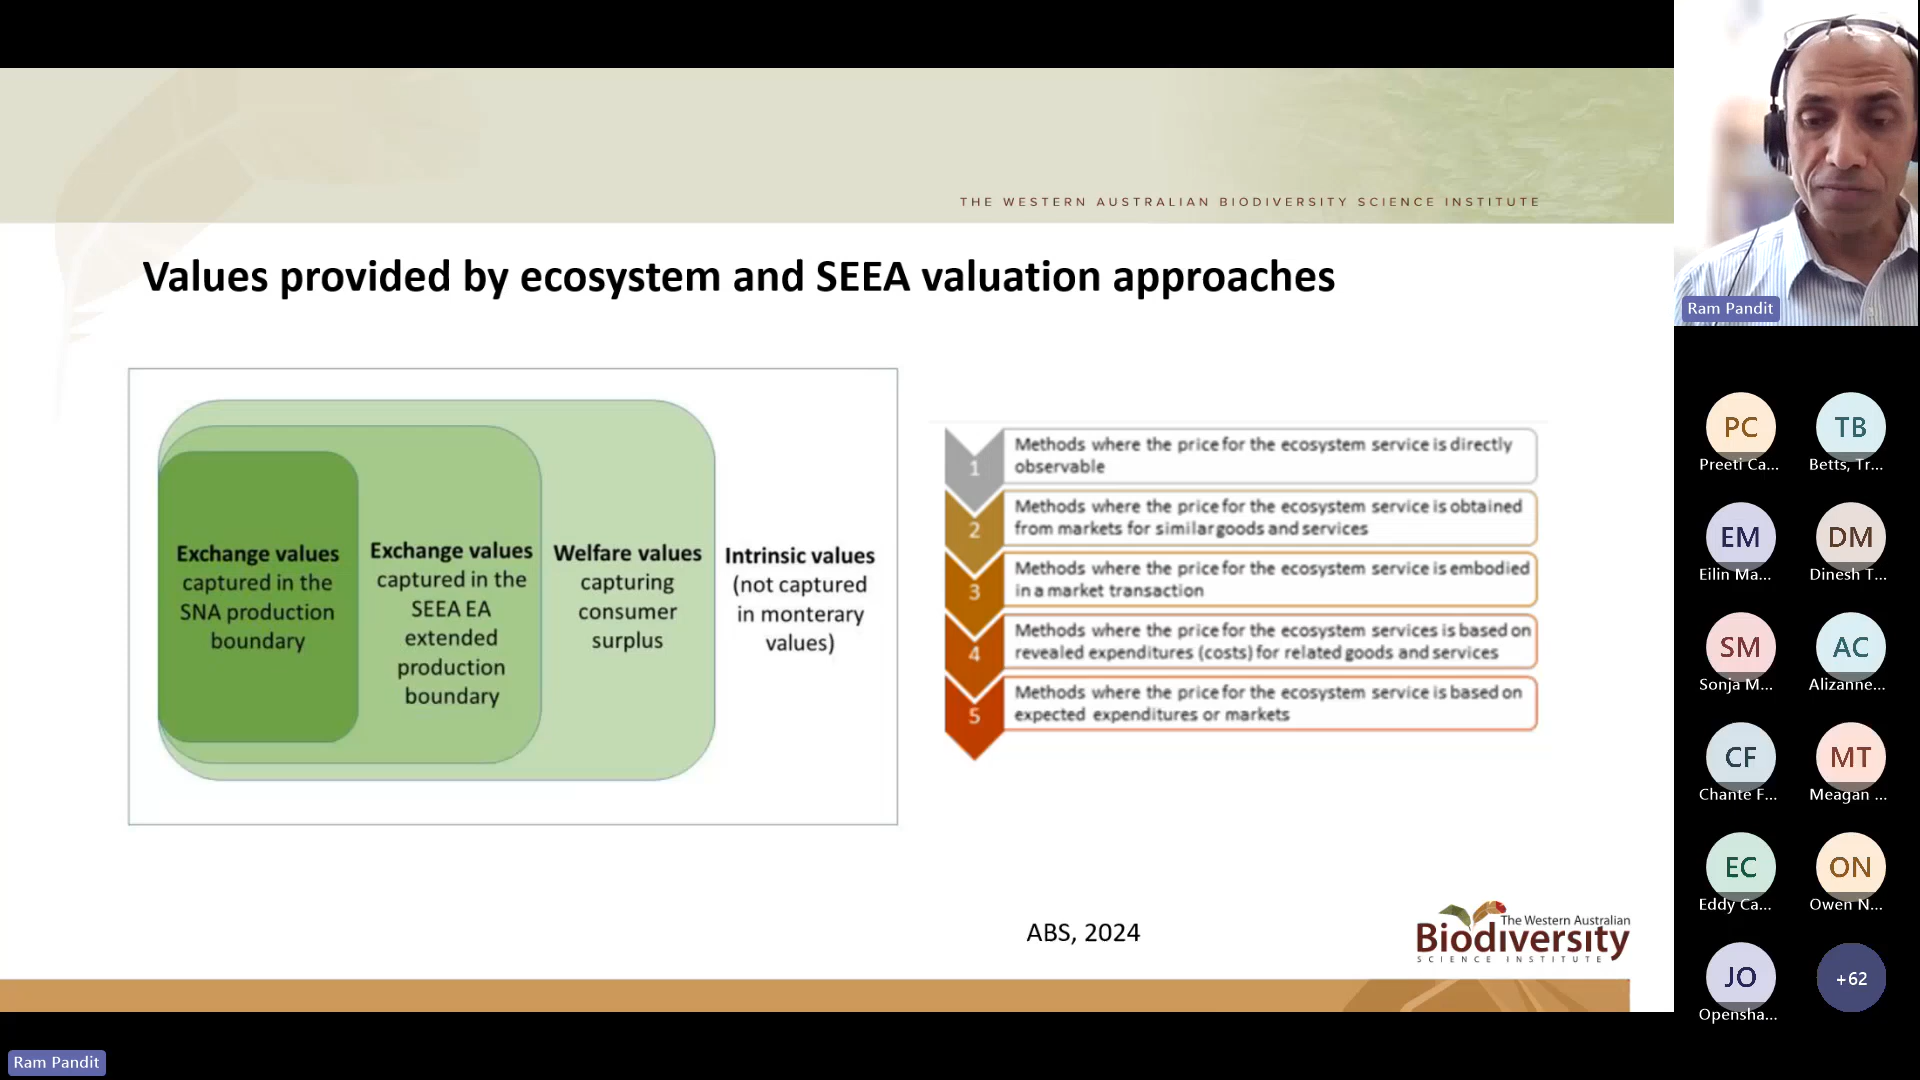 THE WESTERN AUSTRALIAN BIODIVERSITY SCIENCE INSTITUTE
Values provided by ecosystem and SEEA valuation approaches
Exchange values
captured in the
SNA production
boundary
Exchange values
captured in the
SEEA EA
extended
production
boundary
Welfare values
capturing
consumer
surplus
Intrinsic values
(not captured
in monterary
values)
1
Methods where the price for the ecosystem service is directly
observable
2
Methods where the price for the ecosystem service is obtained
from markets for similar goods and services
3
Methods where the price for the ecosystem service is embodied
in a market transaction
4
Methods where the price for the ecosystem services is based on
revealed expenditures (costs) for related goods and services
5
Methods where the price for the ecosystem service is based on
expected expenditures or markets
ABS, 2024
The Western Australian
Biodiversity
SCIENCE INSTITUTE
Ram Pandit
PC
Preeti Ca...
TB
Betts, Tr...
EM
Eilin Ma...
DM
Dinesh T...
SM
Sonja M...
AC
Alizanne...
CF
Chante F...
MT
Meagan ...
EC
Eddy Ca...
ON
Owen N...
JO
Opensha...
+62
Ram Pandit